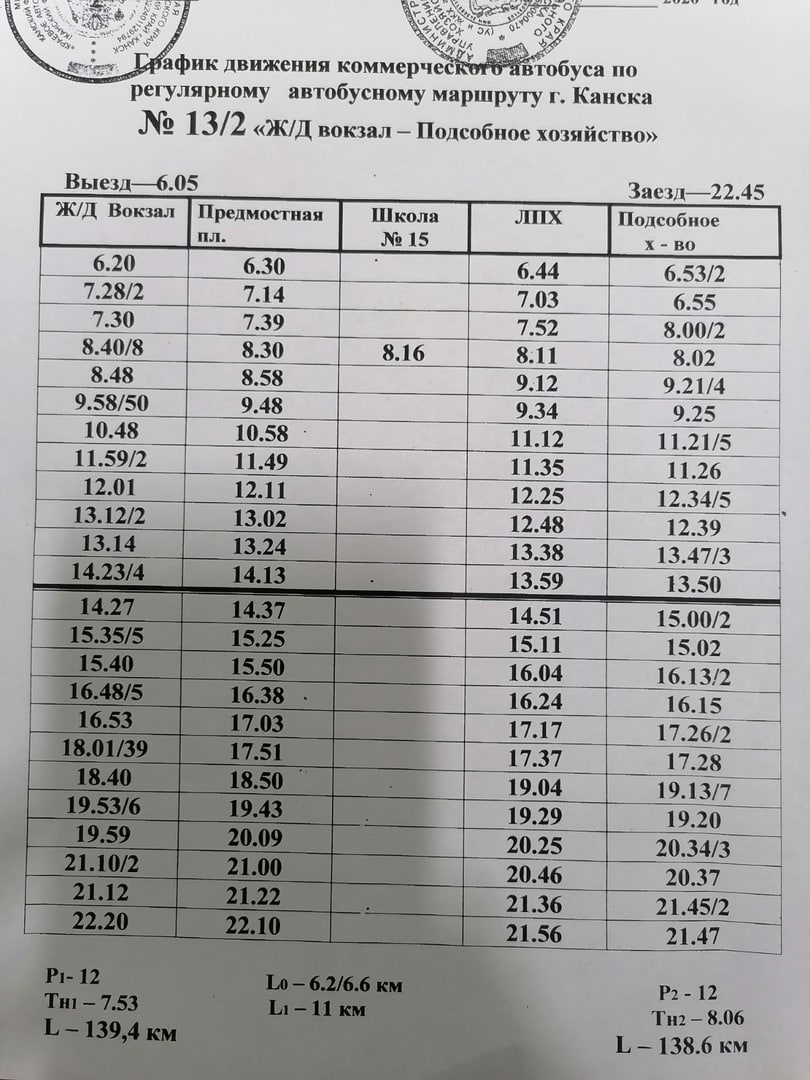 2020 год
График движения коммерческого автобуса по
регулярному автобусному маршруту г. Канска
№ 13/2 «Ж/Д вокзал – Подсобное хозяйство»
Выезд—6.05 Заезд—22.45
Ж/Д Вокзал Предмостная пл. Школа № 15 ЛПХ Подсобное х - во
6.20 6.30 6.44 6.53/2
7.28/2 7.14 7.03 6.55
7.30 7.39 7.52 8.00/2
8.40/8 8.30 8.16 8.11 8.02
8.48 8.58 9.12 9.21/4
9.58/50 9.48 9.34 9.25
10.48 10.58 11.12 11.21/5
11.59/2 11.49 11.35 11.26
12.01 12.11 12.25 12.34/5
13.12/2 13.02 12.48 12.39
13.14 13.24 13.38 13.47/3
14.23/4 14.13 13.59 13.50
14.27 14.37 14.51 15.00/2
15.35/5 15.25 15.11 15.02
15.40 15.50 16.04 16.13/2
16.48/5 16.38 16.24 16.15
16.53 17.03 17.17 17.26/2
18.01/39 17.51 17.37 17.28
18.40 18.50 19.04 19.13/7
19.53/6 19.43 19.29 19.20
19.59 20.09 20.25 20.34/3
21.10/2 21.00 20.46 20.37
21.12 21.22 21.36 21.45/2
22.20 22.10 21.56 21.47
Р1- 12 L0 – 6.2/6.6 км Р2 - 12
Тн1 – 7.53 L1 – 11 км Тн2 – 8.06
L – 139,4 км L – 138.6 км